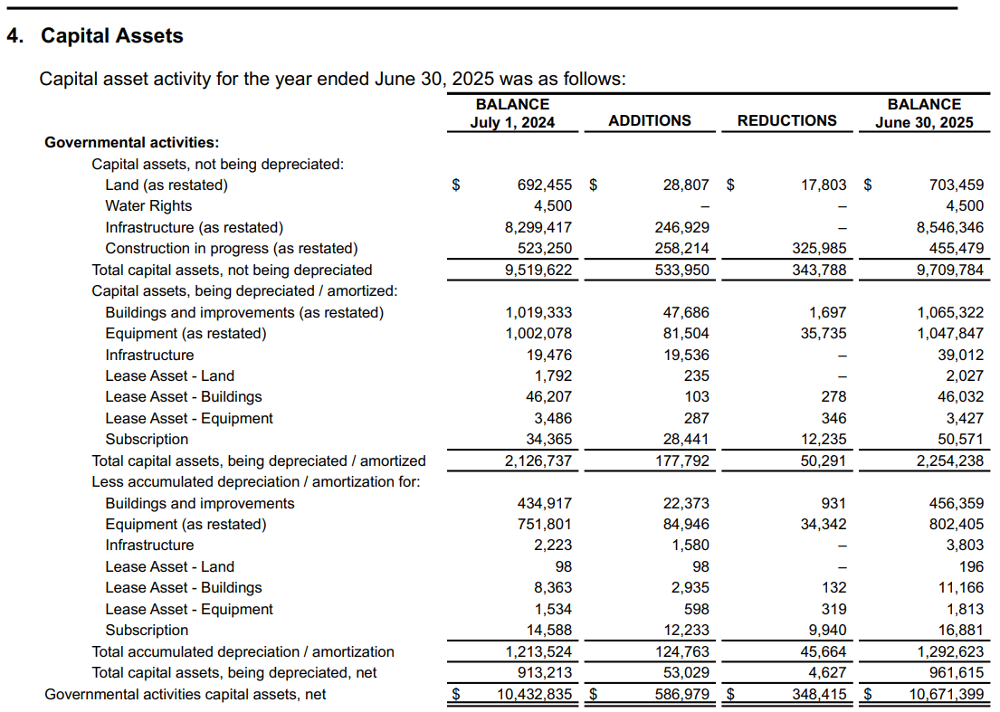 4. Capital Assets
Capital asset activity for the year ended June 30, 2025 was as follows:
BALANCE BALANCE
July 1, 2024 ADDITIONS REDUCTIONS June 30, 2025
Governmental activities:
Capital assets, not being depreciated:
Land (as restated) $ 692,455 $ 28,807 $ 17,803 $ 703,459
Water Rights 4,500 – – 4,500
Infrastructure (as restated) 8,299,417 246,929 – 8,546,346
Construction in progress (as restated) 523,250 258,214 325,985 455,479
Total capital assets, not being depreciated 9,519,622 533,950 343,788 9,709,784
Capital assets, being depreciated / amortized:
Buildings and improvements (as restated) 1,019,333 47,686 1,697 1,065,322
Equipment (as restated) 1,002,078 81,504 35,735 1,047,847
Infrastructure 19,476 19,536 – 39,012
Lease Asset - Land 1,792 235 – 2,027
Lease Asset - Buildings 46,207 103 278 46,032
Lease Asset - Equipment 3,486 287 346 3,427
Subscription 34,365 28,441 12,235 50,571
Total capital assets, being depreciated / amortized 2,126,737 177,792 50,291 2,254,238
Less accumulated depreciation / amortization for:
Buildings and improvements 434,917 22,373 931 456,359
Equipment (as restated) 751,801 84,946 34,342 802,405
Infrastructure 2,223 1,580 – 3,803
Lease Asset - Land 98 98 – 196
Lease Asset - Buildings 8,363 2,935 132 11,166
Lease Asset - Equipment 1,534 598 319 1,813
Subscription 14,588 12,233 9,940 16,881
Total accumulated depreciation / amortization 1,213,524 124,763 45,664 1,292,623
Total capital assets, being depreciated, net 913,213 53,029 4,627 961,615
Governmental activities capital assets, net $ 10,432,835 $ 586,979 $ 348,415 $ 10,671,399